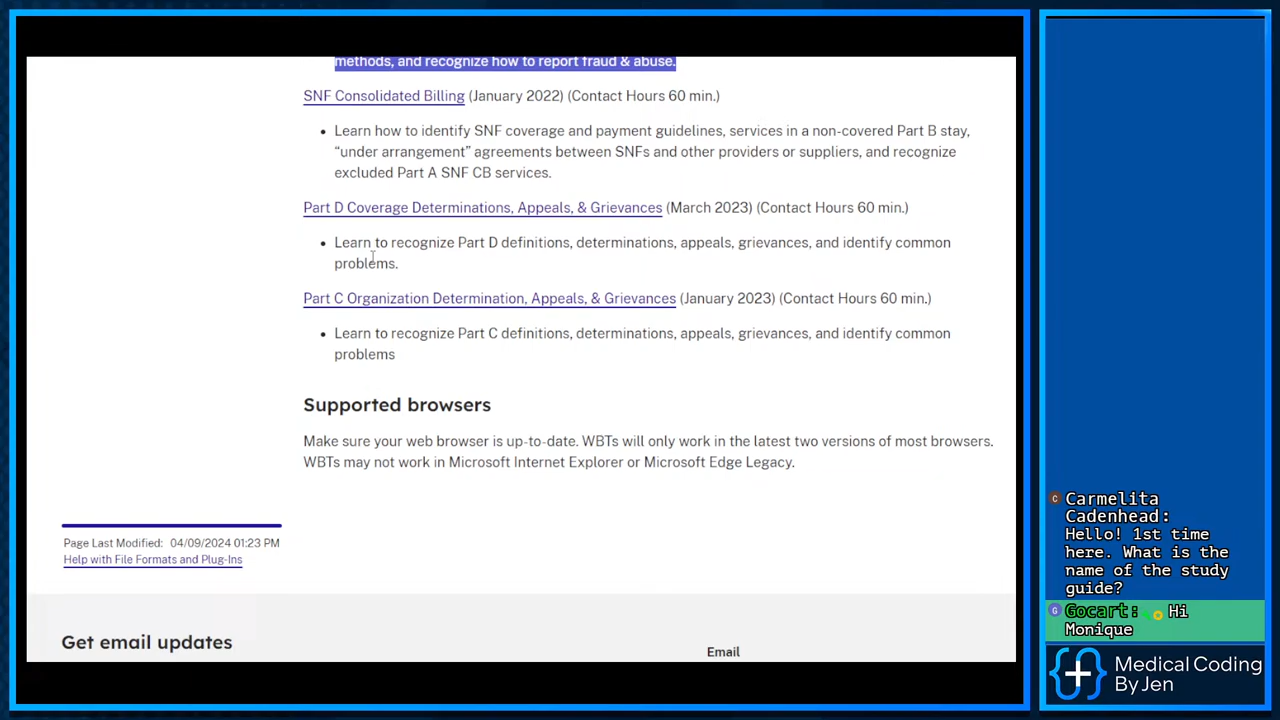 methods, and recognize how to report fraud & abuse.
SNF Consolidated Billing (January 2022) (Contact Hours 60 min.)
• Learn how to identify SNF coverage and payment guidelines, services in a non-covered Part B stay,
“under arrangement” agreements between SNFs and other providers or suppliers, and recognize
excluded Part A SNF CB services.
Part D Coverage Determinations, Appeals, & Grievances (March 2023) (Contact Hours 60 min.)
• Learn to recognize Part D definitions, determinations, appeals, grievances, and identify common
problems.
Part C Organization Determination, Appeals, & Grievances (January 2023) (Contact Hours 60 min.)
• Learn to recognize Part C definitions, determinations, appeals, grievances, and identify common
problems
Supported browsers
Make sure your web browser is up-to-date. WBTs will only work in the latest two versions of most browsers.
WBTs may not work in Microsoft Internet Explorer or Microsoft Edge Legacy.
Page Last Modified: 04/09/2024 01:23 PM
Help with File Formats and Plug-Ins
Get email updates
Email
C Carmelita
Cadenhead:
Hello! 1st time
here. What is the
name of the study
guide?
G Gocart: Hi
Monique
Medical Coding
By Jen